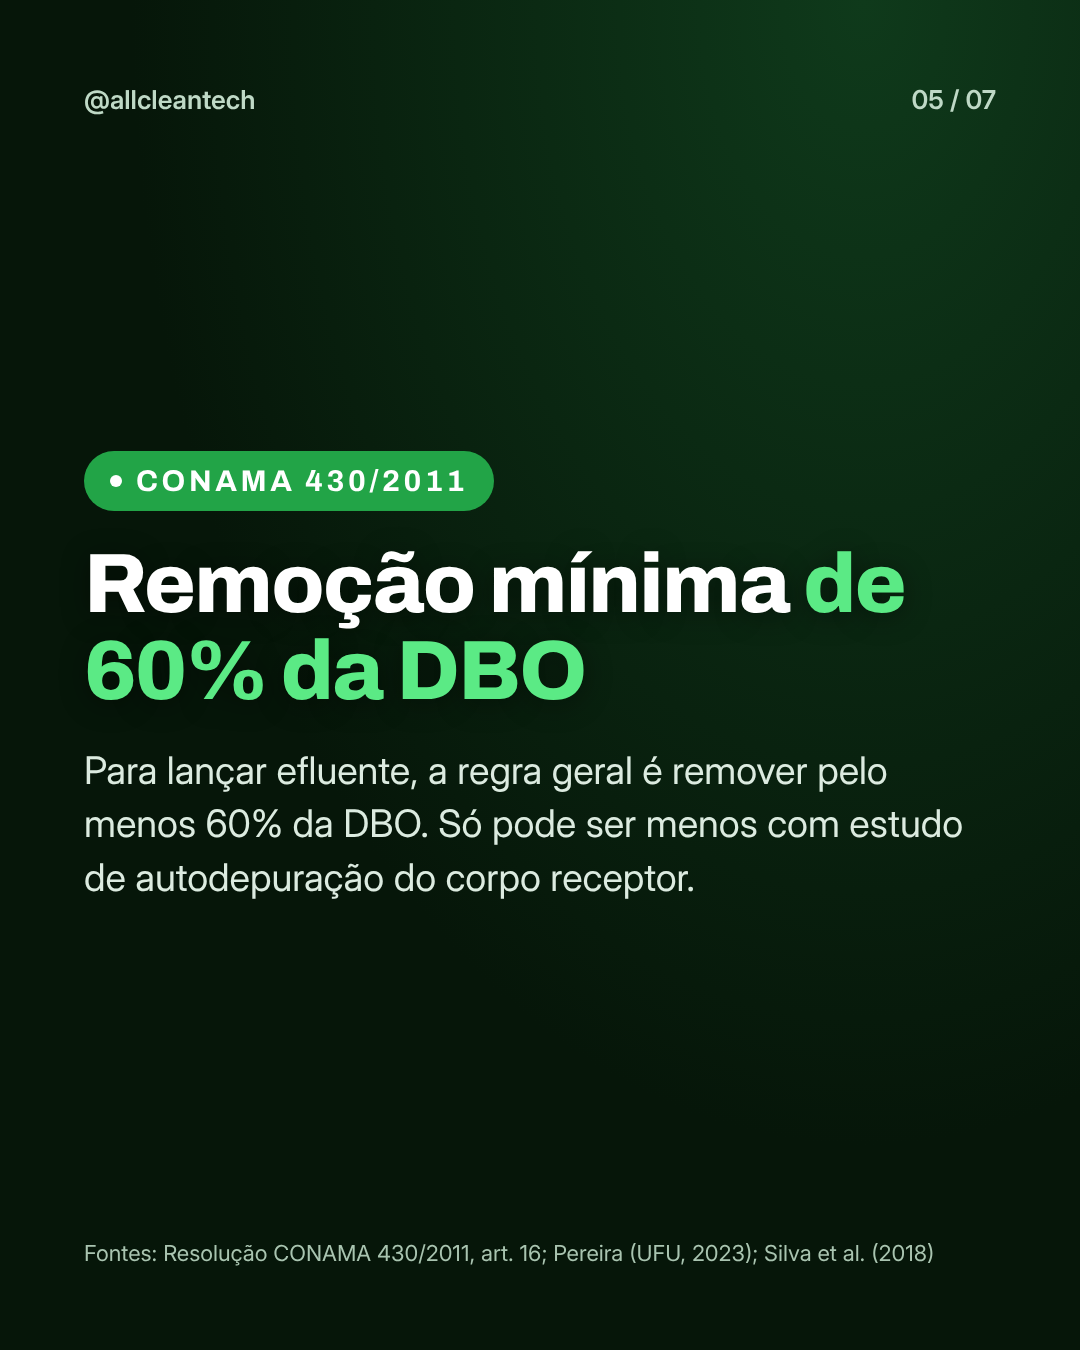 @allcleantech
05 / 07
• CONAMA 430/2011
Remoção mínima de
60% da DBO
Para lançar efluente, a regra geral é remover pelo
menos 60% da DBO. Só pode ser menos com estudo
de autodepuração do corpo receptor.
Fontes: Resolução CONAMA 430/2011, art. 16; Pereira (UFU, 2023); Silva et al. (2018)